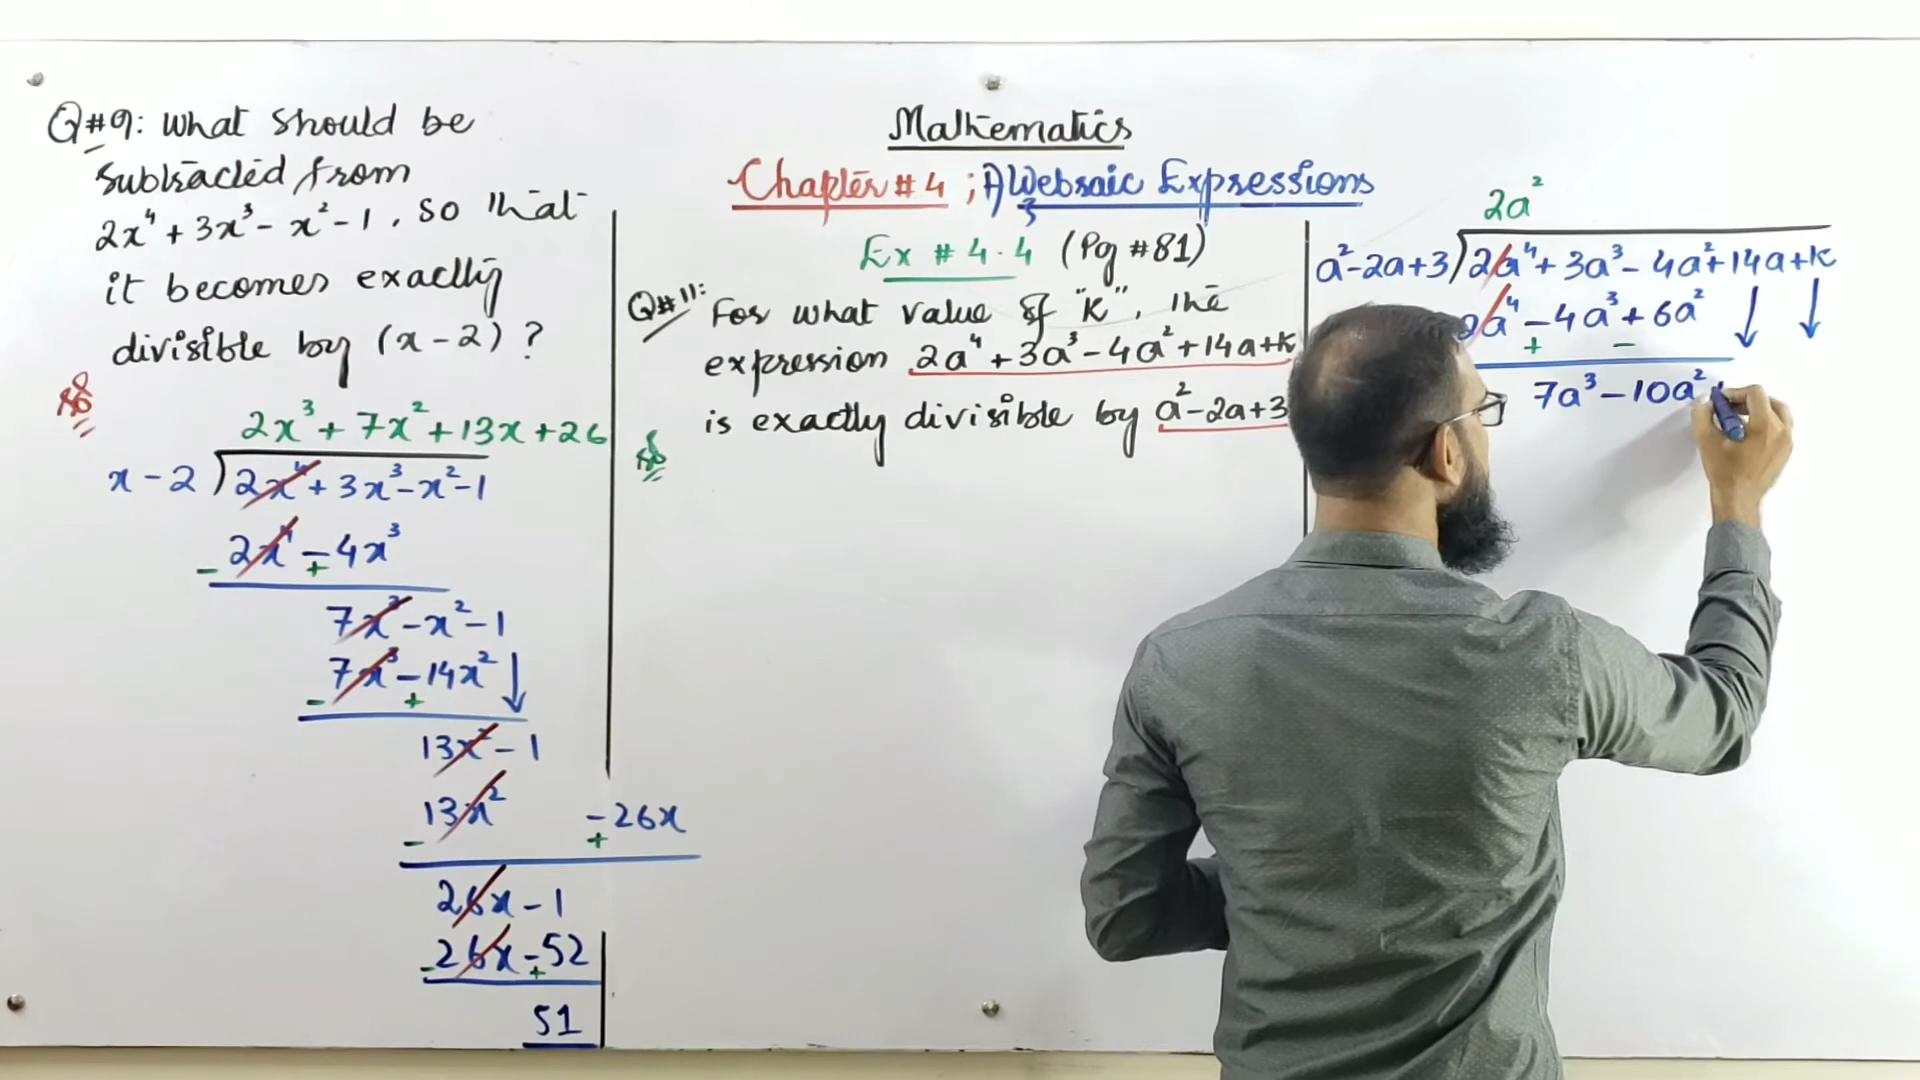 Q#9: What should be
subtracted from
2x⁴ + 3x³ - x² - 1, so that
it becomes exactly
divisible by (x - 2) ?
2x³ + 7x² + 13x + 26
x - 2 ) 2x⁴ + 3x³ - x² - 1
- 2x⁴ - 4x³
+
7x³ - x² - 1
7x³ - 14x² ↓
- +
13x² - 1
13x² - 26x
- +
26x - 1
26x - 52
- +
51
Mathematics
Chapter # 4 ; Algebraic Expressions
Ex # 4.4 (Pg #81)
Q#11: For what value of "K", the
expression 2a⁴ + 3a³ - 4a² + 14a + k
is exactly divisible by a² - 2a + 3
2a²
a² - 2a + 3 ) 2a⁴ + 3a³ - 4a² + 14a + k
2a⁴ - 4a³ + 6a² ↓ ↓
+ -
7a³ - 10a²